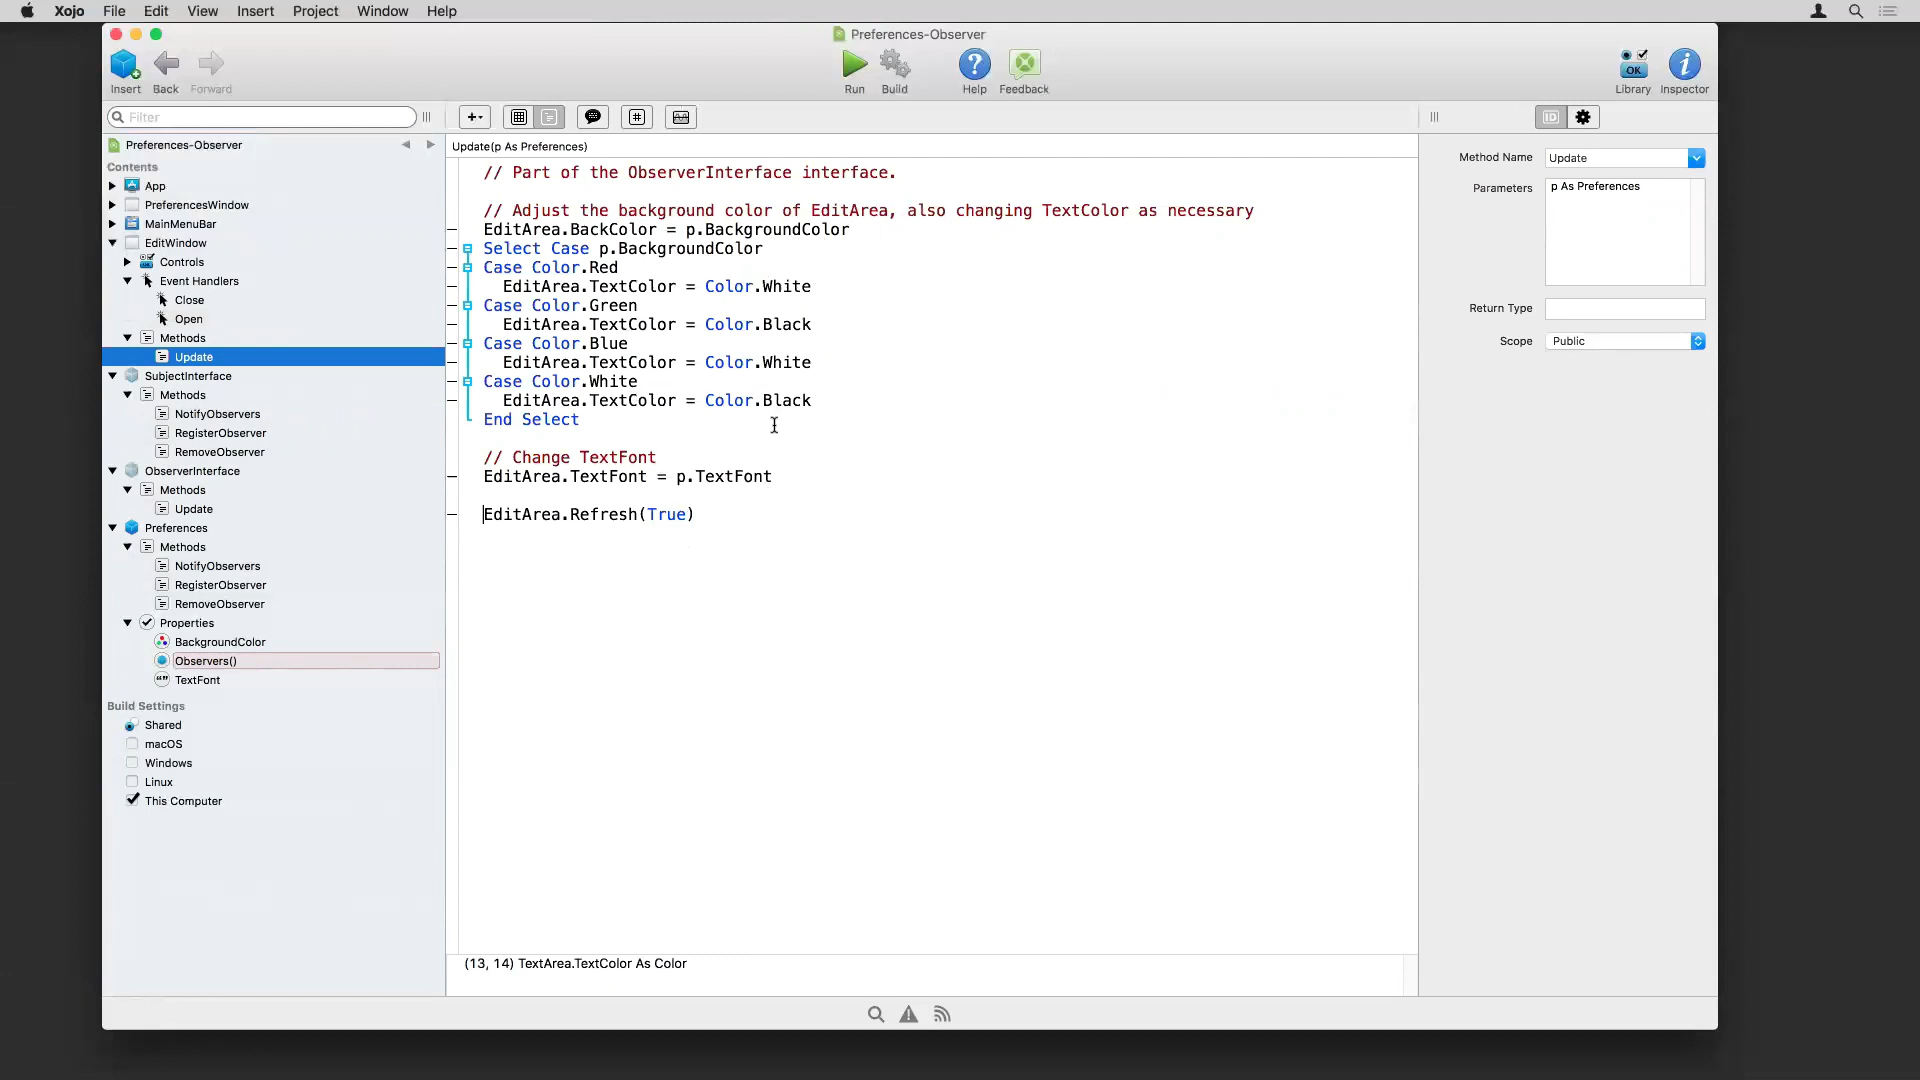 Xojo File Edit View Insert Project Window Help
Preferences-Observer
Insert Back Forward Run Build Help Feedback OK Library Inspector
Filter
ID
Preferences-Observer
Contents
App
PreferencesWindow
MainMenuBar
EditWindow
Controls
Event Handlers
Close
Open
Methods
Update
SubjectInterface
Methods
NotifyObservers
RegisterObserver
RemoveObserver
ObserverInterface
Methods
Update
Preferences
Methods
NotifyObservers
RegisterObserver
RemoveObserver
Properties
BackgroundColor
Observers()
TextFont
Build Settings
Shared
macOS
Windows
Linux
This Computer
Update(p As Preferences)
// Part of the ObserverInterface interface.
// Adjust the background color of EditArea, also changing TextColor as necessary
EditArea.BackColor = p.BackgroundColor
Select Case p.BackgroundColor
Case Color.Red
EditArea.TextColor = Color.White
Case Color.Green
EditArea.TextColor = Color.Black
Case Color.Blue
EditArea.TextColor = Color.White
Case Color.White
EditArea.TextColor = Color.Black
End Select
// Change TextFont
EditArea.TextFont = p.TextFont
EditArea.Refresh(True)
(13, 14) TextArea.TextColor As Color
Method Name Update
Parameters p As Preferences
Return Type
Scope Public